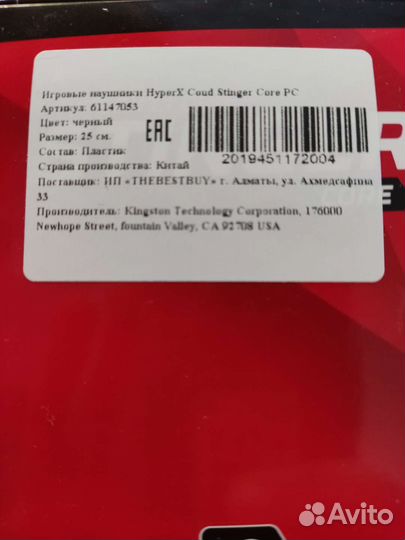 Игровые наушники HyperX Coud Stinger Core PC
Артикул: 61147053
Цвет: черный
Размер: 25 см.
Состав: Пластик
Страна производства: Китай
EAC
2019451172004
Поставщик: ИП «THEBESTBUY» г. Алматы, ул. Ахмедсафина
33
Производитель: Kingston Technology Corporation, 176000
Newhope Street, fountain Valley, CA 92708 USA
R
ORE
Avito